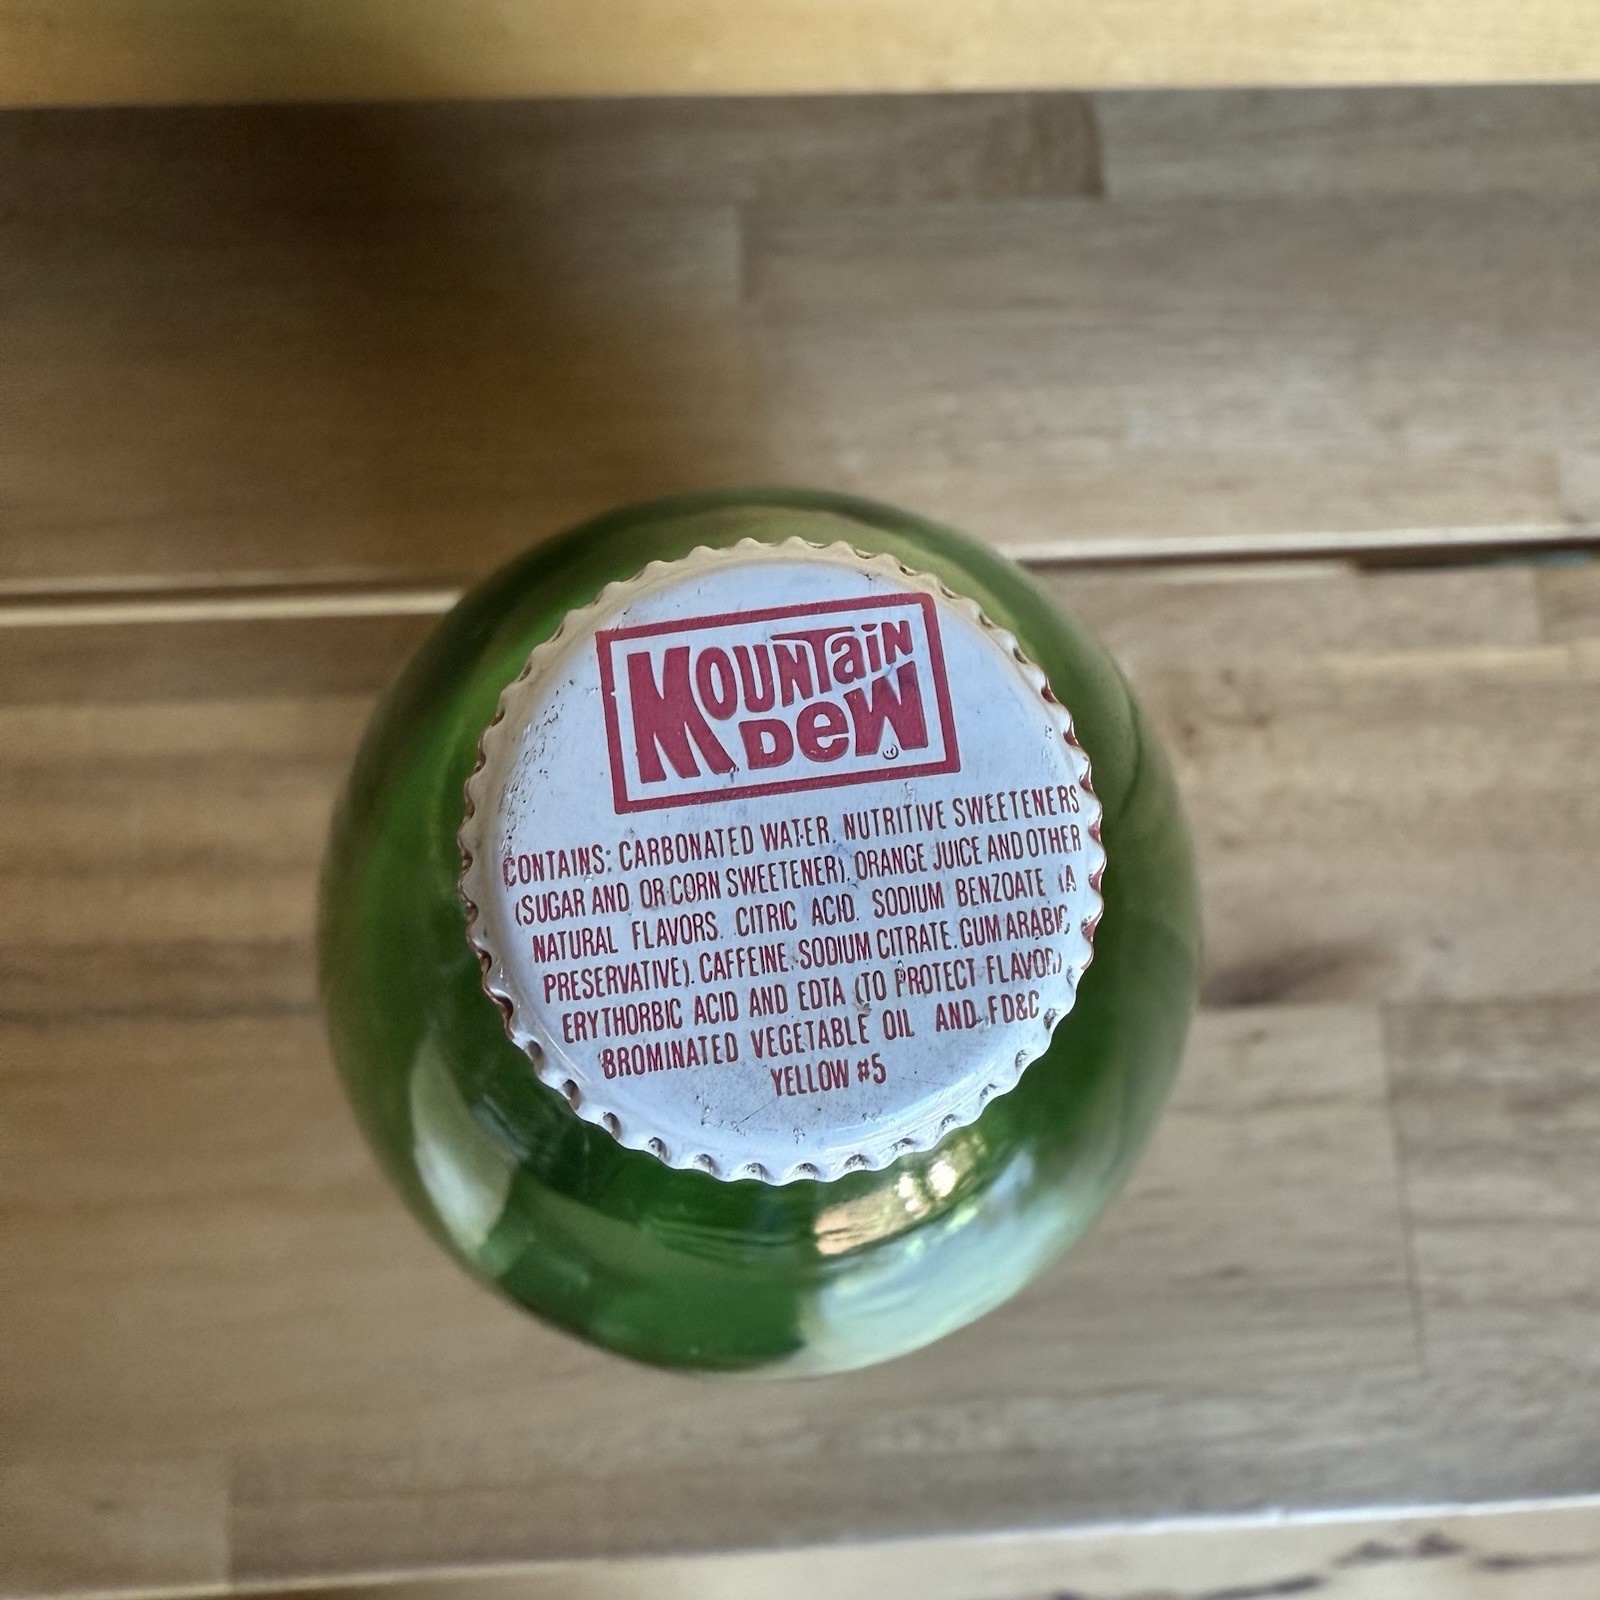 Mountain
Dew
CONTAINS: CARBONATED WATER, NUTRITIVE SWEETENERS
(SUGAR AND OR CORN SWEETENER), ORANGE JUICE AND OTHER
NATURAL FLAVORS, CITRIC ACID, SODIUM BENZOATE (A
PRESERVATIVE), CAFFEINE, SODIUM CITRATE, GUM ARABIC,
ERYTHORBIC ACID AND EDTA (TO PROTECT FLAVOR),
BROMINATED VEGETABLE OIL AND FD&C
YELLOW #5